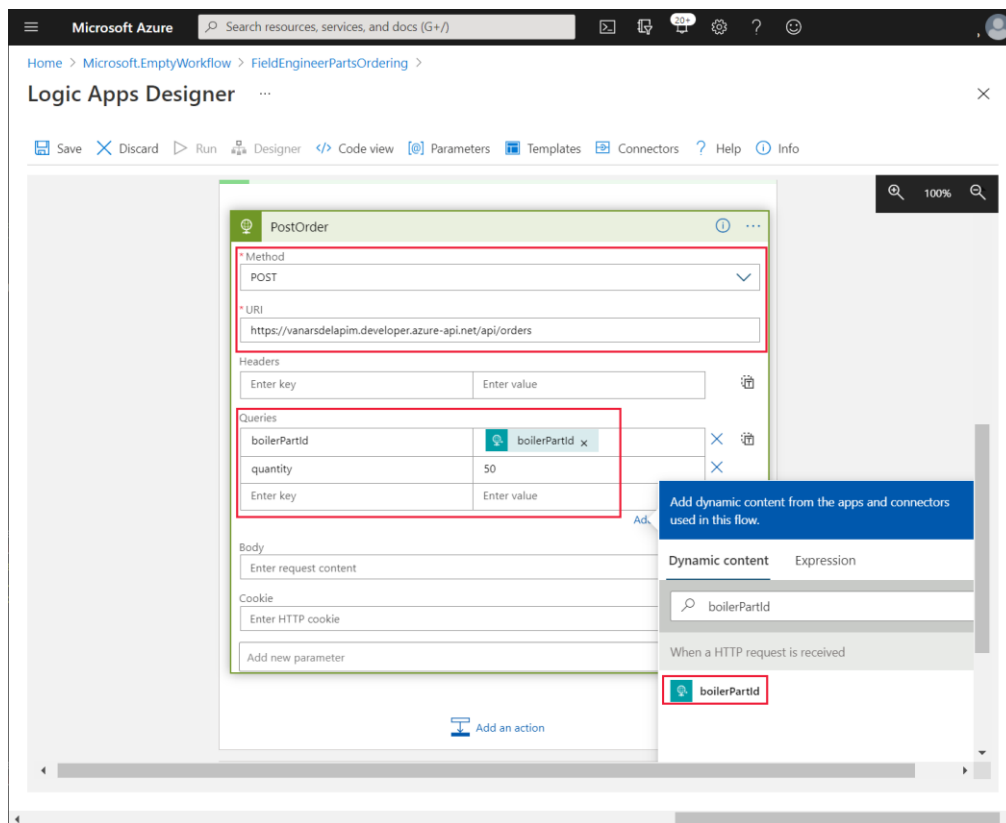 Microsoft Azure
Search resources, services, and docs (G+/)
20+
Home > Microsoft.EmptyWorkflow > FieldEngineerPartsOrdering >
Logic Apps Designer ...
Save Discard Run Designer Code view Parameters Templates Connectors Help Info
100%
PostOrder
* Method
POST
* URI
https://vanarsdelapim.developer.azure-api.net/api/orders
Headers
Enter key Enter value
Queries
boilerPartId boilerPartId ×
quantity 50
Enter key Enter value
Add dynamic content from the apps and connectors
used in this flow.
Ad
Dynamic content Expression
Body
Enter request content
boilerPartId
Cookie
Enter HTTP cookie
When a HTTP request is received
Add new parameter
boilerPartId
Add an action